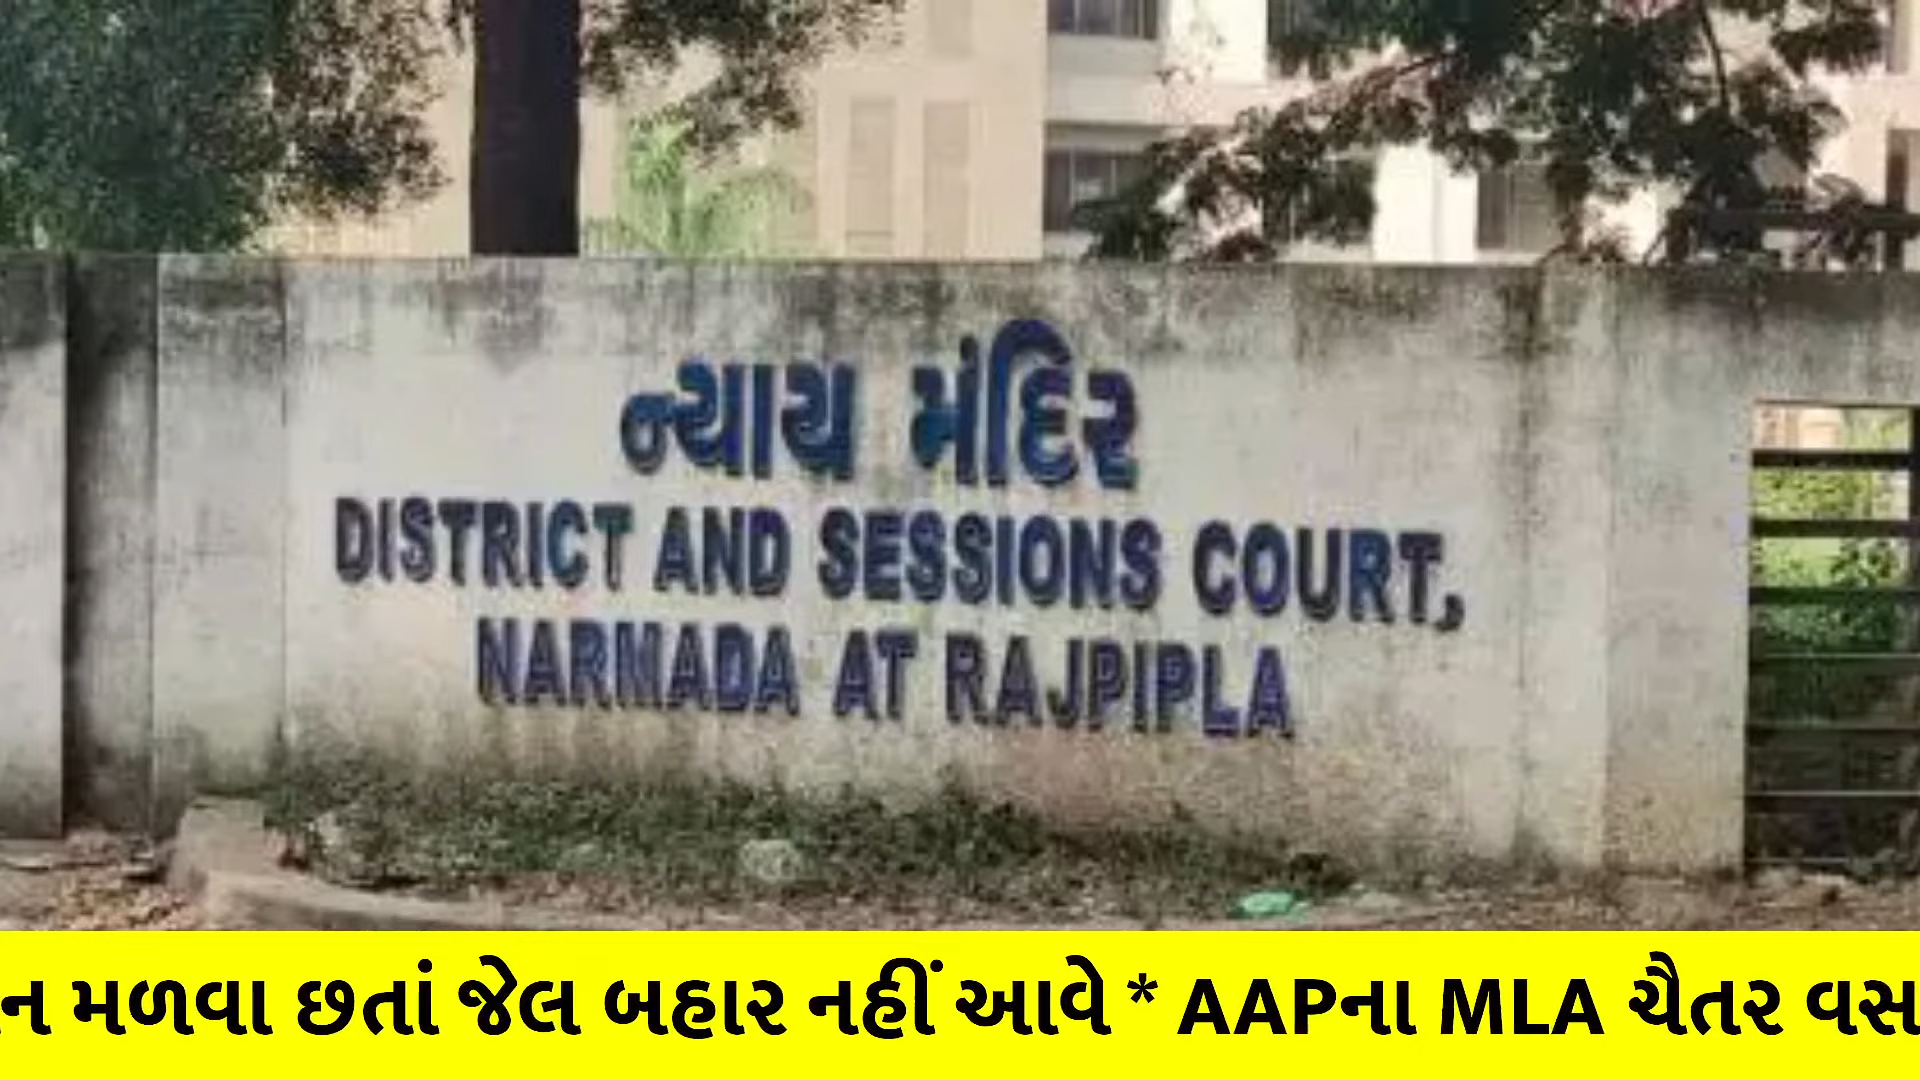 ન્યાય મંદિર
DISTRICT AND SESSIONS COURT,
NARMADA AT RAJPIPLA
ન મળવા છતાં જેલ બહાર નહીં આવે * AAPના MLA ચૈતર વસ